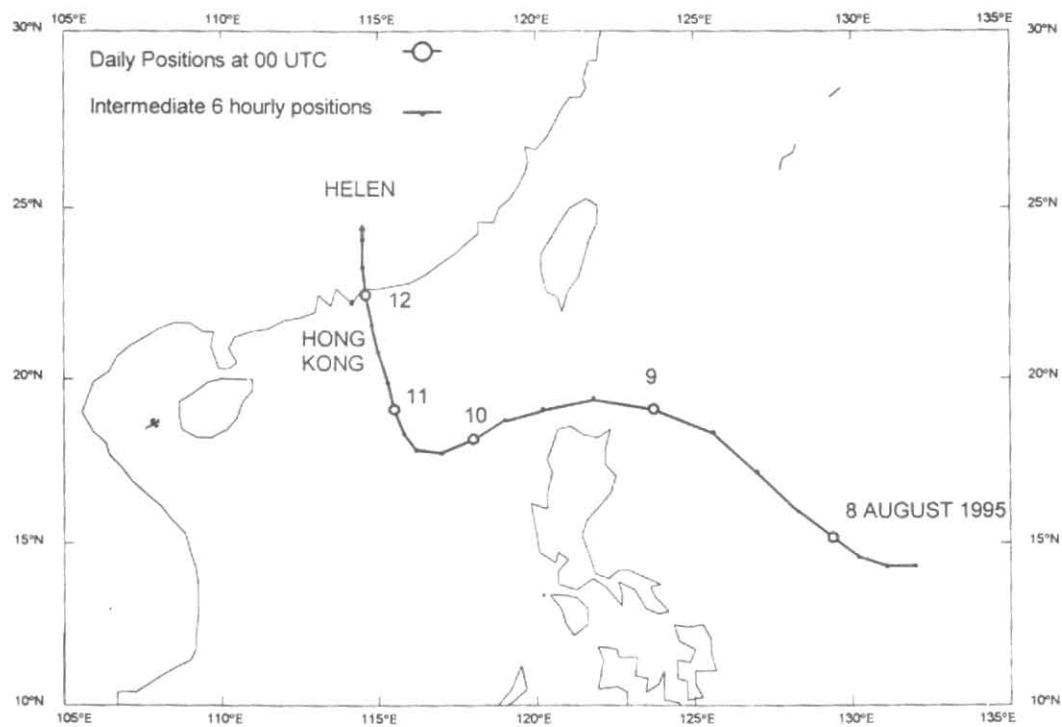 105°E 110°E 115°E 120°E 125°E 130°E 135°E
30°N 30°N
Daily Positions at 00 UTC
Intermediate 6 hourly positions
HELEN
25°N 25°N
12
HONG
KONG
20°N 20°N
11
10
9
8 AUGUST 1995
15°N 15°N
10°N 10°N
105°E 110°E 115°E 120°E 125°E 130°E 135°E